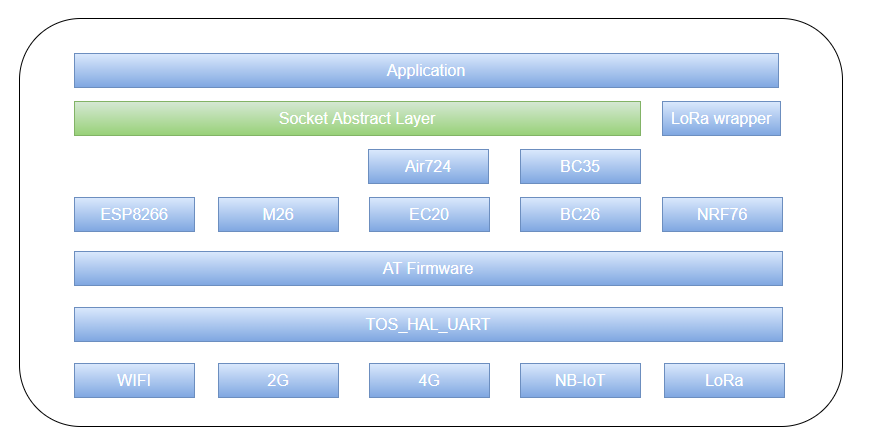 Application
Socket Abstract Layer
LoRa wrapper
Air724
BC35
ESP8266
M26
EC20
BC26
NRF76
AT Firmware
TOS_HAL_UART
WIFI
2G
4G
NB-IoT
LoRa